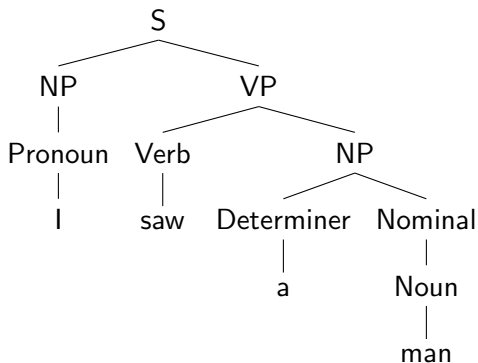 S
NP VP
Pronoun Verb NP
I saw Determiner Nominal
a Noun
man